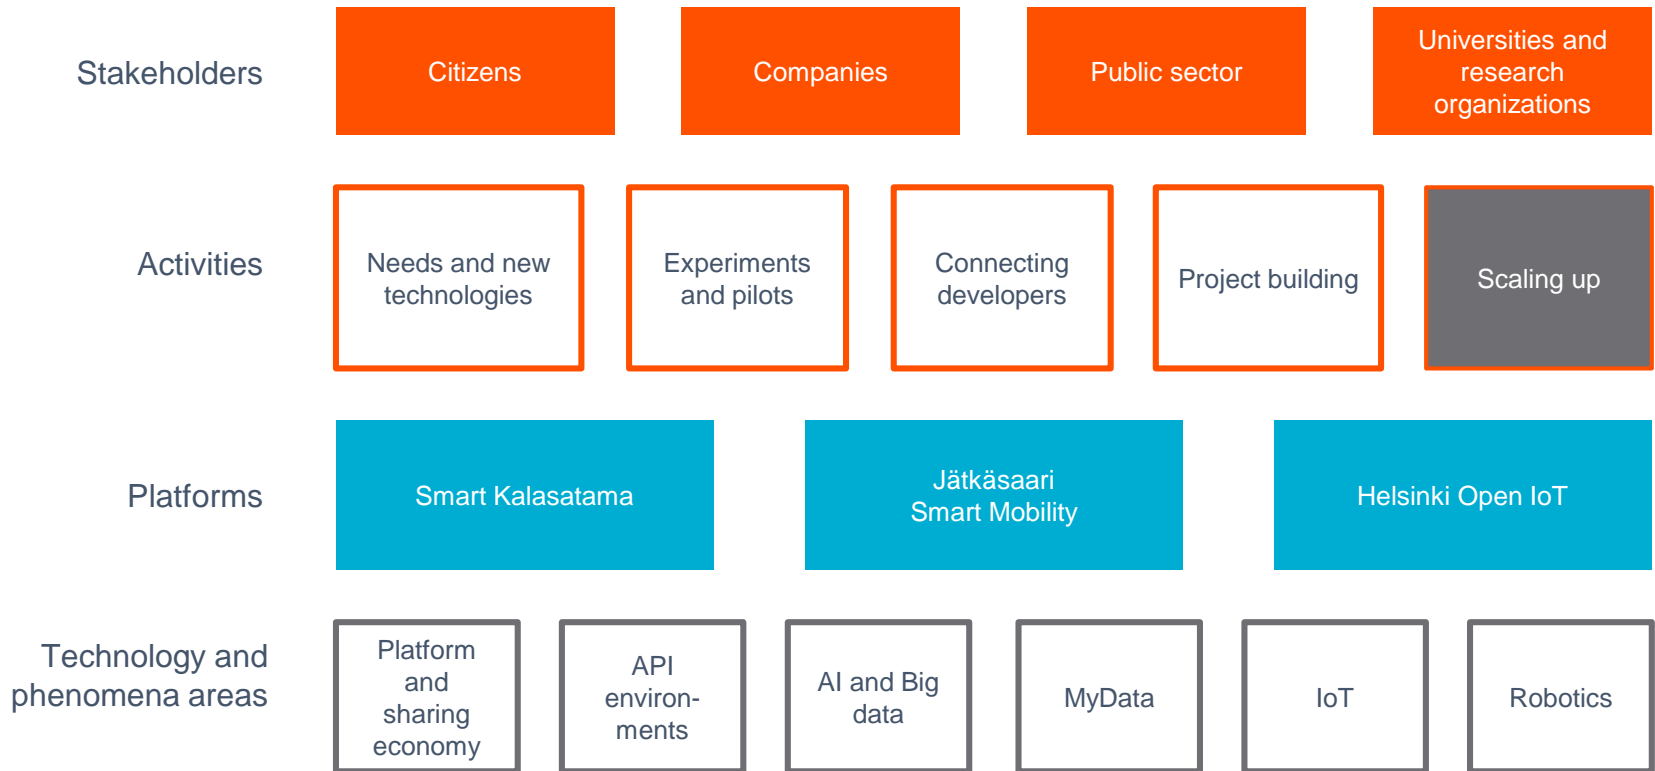 Stakeholders
Citizens
Companies
Public sector
Universities and
research
organizations
Activities
Needs and new
technologies
Experiments
and pilots
Connecting
developers
Project building
Scaling up
Platforms
Smart Kalasatama
Jätkäsaari
Smart Mobility
Helsinki Open IoT
Technology and
phenomena areas
Platform
and
sharing
economy
API
environ-
ments
AI and Big
data
MyData
IoT
Robotics